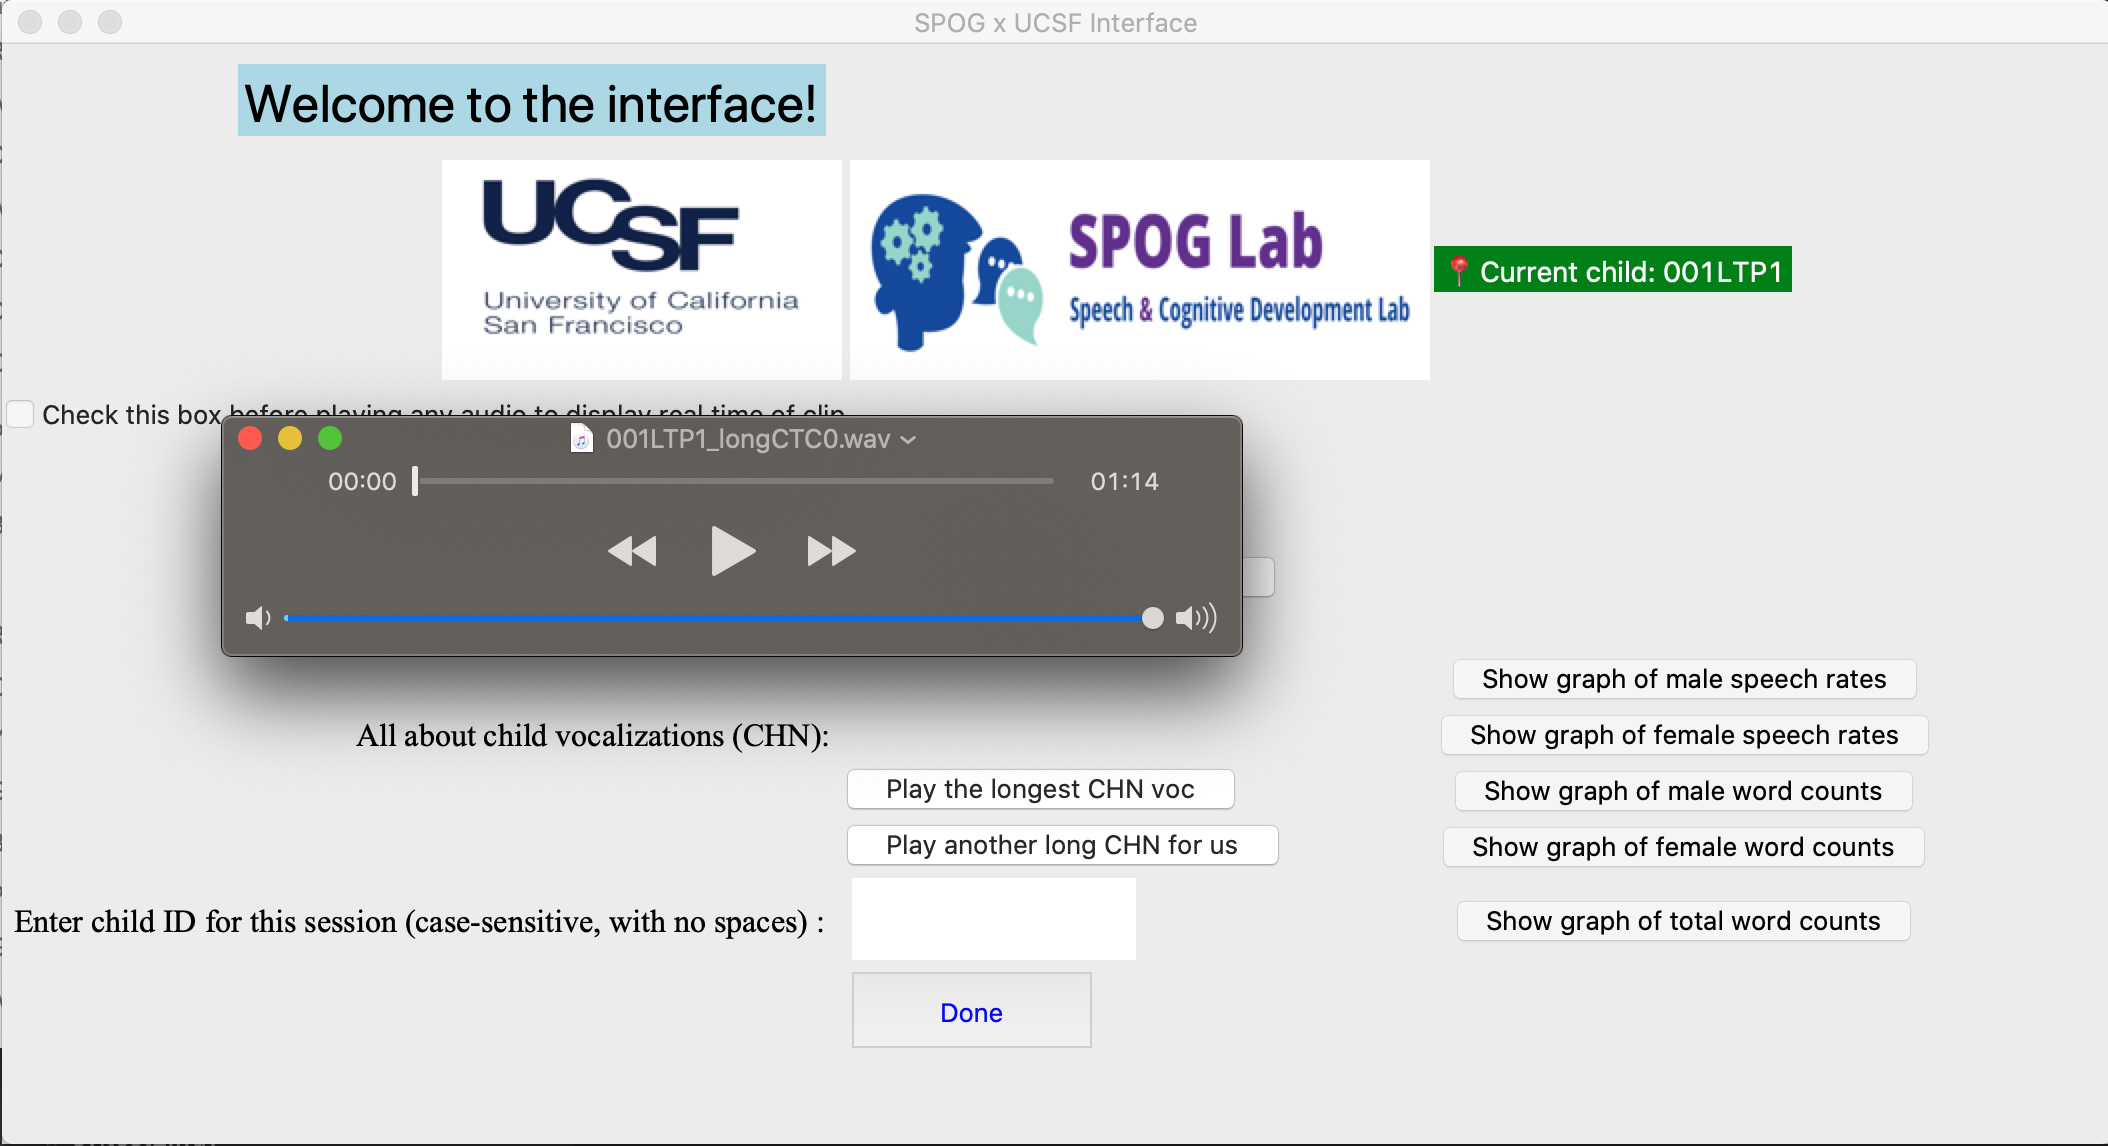 SPOG x UCSF Interface
Welcome to the interface!
UCSF
University of California
San Francisco
SPOG Lab
Speech & Cognitive Development Lab
📍 Current child: 001LTP1
Check this box before playing any audio to display real time of clip
001LTP1_longCTC0.wav
00:00
01:14
Show graph of male speech rates
All about child vocalizations (CHN):
Show graph of female speech rates
Play the longest CHN voc
Show graph of male word counts
Play another long CHN for us
Show graph of female word counts
Enter child ID for this session (case-sensitive, with no spaces) :
Show graph of total word counts
Done